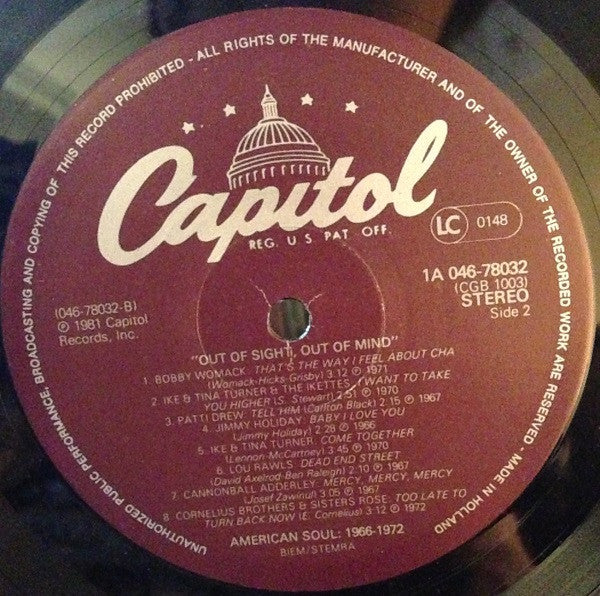 UNAUTHORIZED PUBLIC PERFORMANCE, BROADCASTING AND COPYING OF THIS RECORD PROHIBITED - ALL RIGHTS OF THE MANUFACTURER AND OF THE OWNER OF THE RECORDED WORK ARE RESERVED - MADE IN HOLLAND
Capitol
REG. U.S. PAT. OFF.
LC 0148
1A 046-78032
(CGB 1003)
STEREO
Side 2
(046-78032-B)
℗ 1981 Capitol
Records, Inc.
"OUT OF SIGHT, OUT OF MIND"
1. BOBBY WOMACK: THAT'S THE WAY I FEEL ABOUT CHA
(Womack-Hicks-Grisby) 3:12 ℗ 1971
2. IKE & TINA TURNER & THE IKETTES: I WANT TO TAKE
YOU HIGHER (S. Stewart) 2:51 ℗ 1970
3. PATTI DREW: TELL HIM (Carlton Black) 2:15 ℗ 1967
4. JIMMY HOLIDAY: BABY I LOVE YOU
(Jimmy Holiday) 2:28 ℗ 1966
5. IKE & TINA TURNER: COME TOGETHER
(Lennon-McCartney) 3:45 ℗ 1970
6. LOU RAWLS: DEAD END STREET
(David Axelrod-Ben Raleigh) 2:10 ℗ 1967
7. CANNONBALL ADDERLEY: MERCY, MERCY, MERCY
(Josef Zawinul) 3:05 ℗ 1967
8. CORNELIUS BROTHERS & SISTERS ROSE: TOO LATE TO
TURN BACK NOW (E. Cornelius) 3:12 ℗ 1972
AMERICAN SOUL: 1966-1972
BIEM/STEMRA